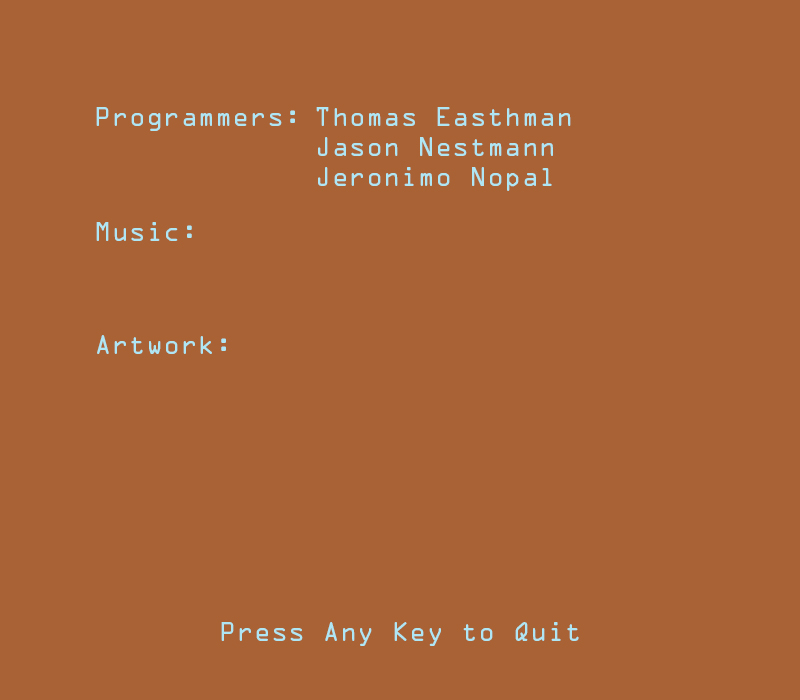 Programmers: Thomas Easthman
Jason Nestmann
Jeronimo Nopal
Music:
Artwork:
Press Any Key to Quit